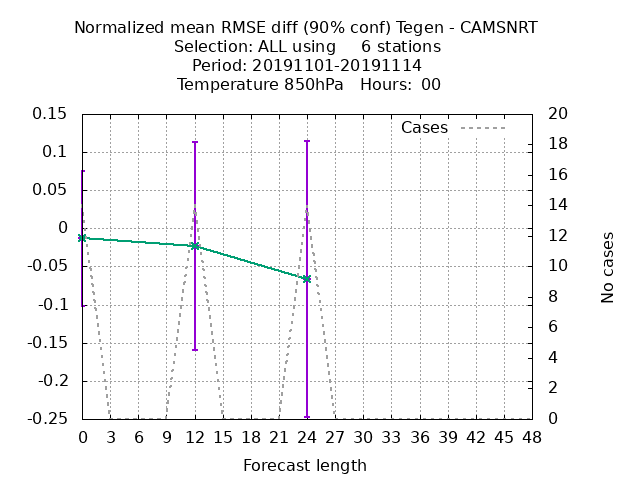 Normalized mean RMSE diff (90% conf) Tegen - CAMSNRT
Selection: ALL using 6 stations
Period: 20191101-20191114
Temperature 850hPa Hours: 00
Cases
0.15
0.1
0.05
0
-0.05
-0.1
-0.15
-0.2
-0.25
20
18
16
14
12
10
8
6
4
2
0
No cases
0 3 6 9 12 15 18 21 24 27 30 33 36 39 42 45 48
Forecast length